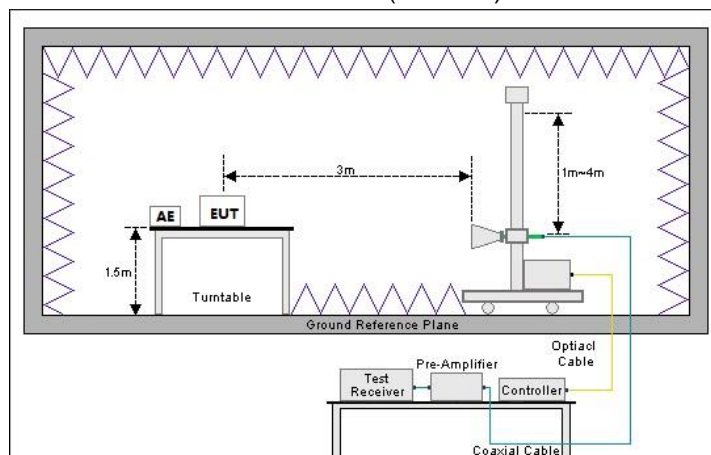 3m
1m~4m
AE
EUT
1.5m
Turntable
Ground Reference Plane
Optiacl
Cable
Pre-Amplifier
Test
Receiver
Controller
Coaxial Cable